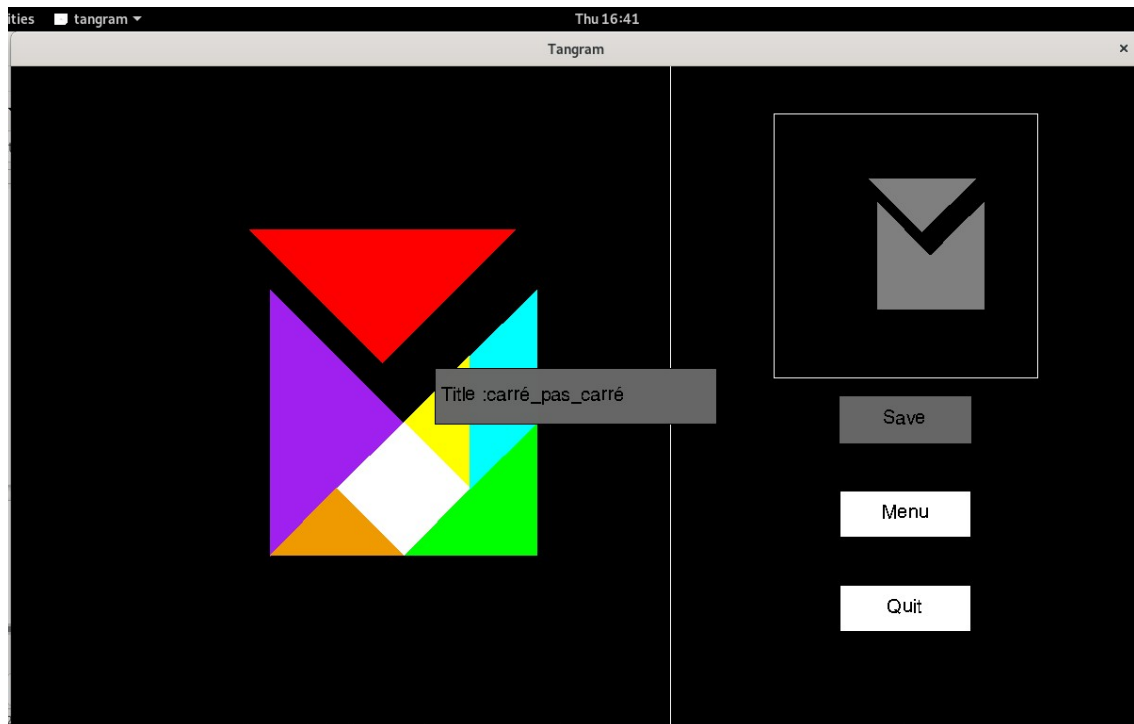 ities tangram Thu 16:41
Tangram ×
Title :carré_pas_carré
Save
Menu
Quit